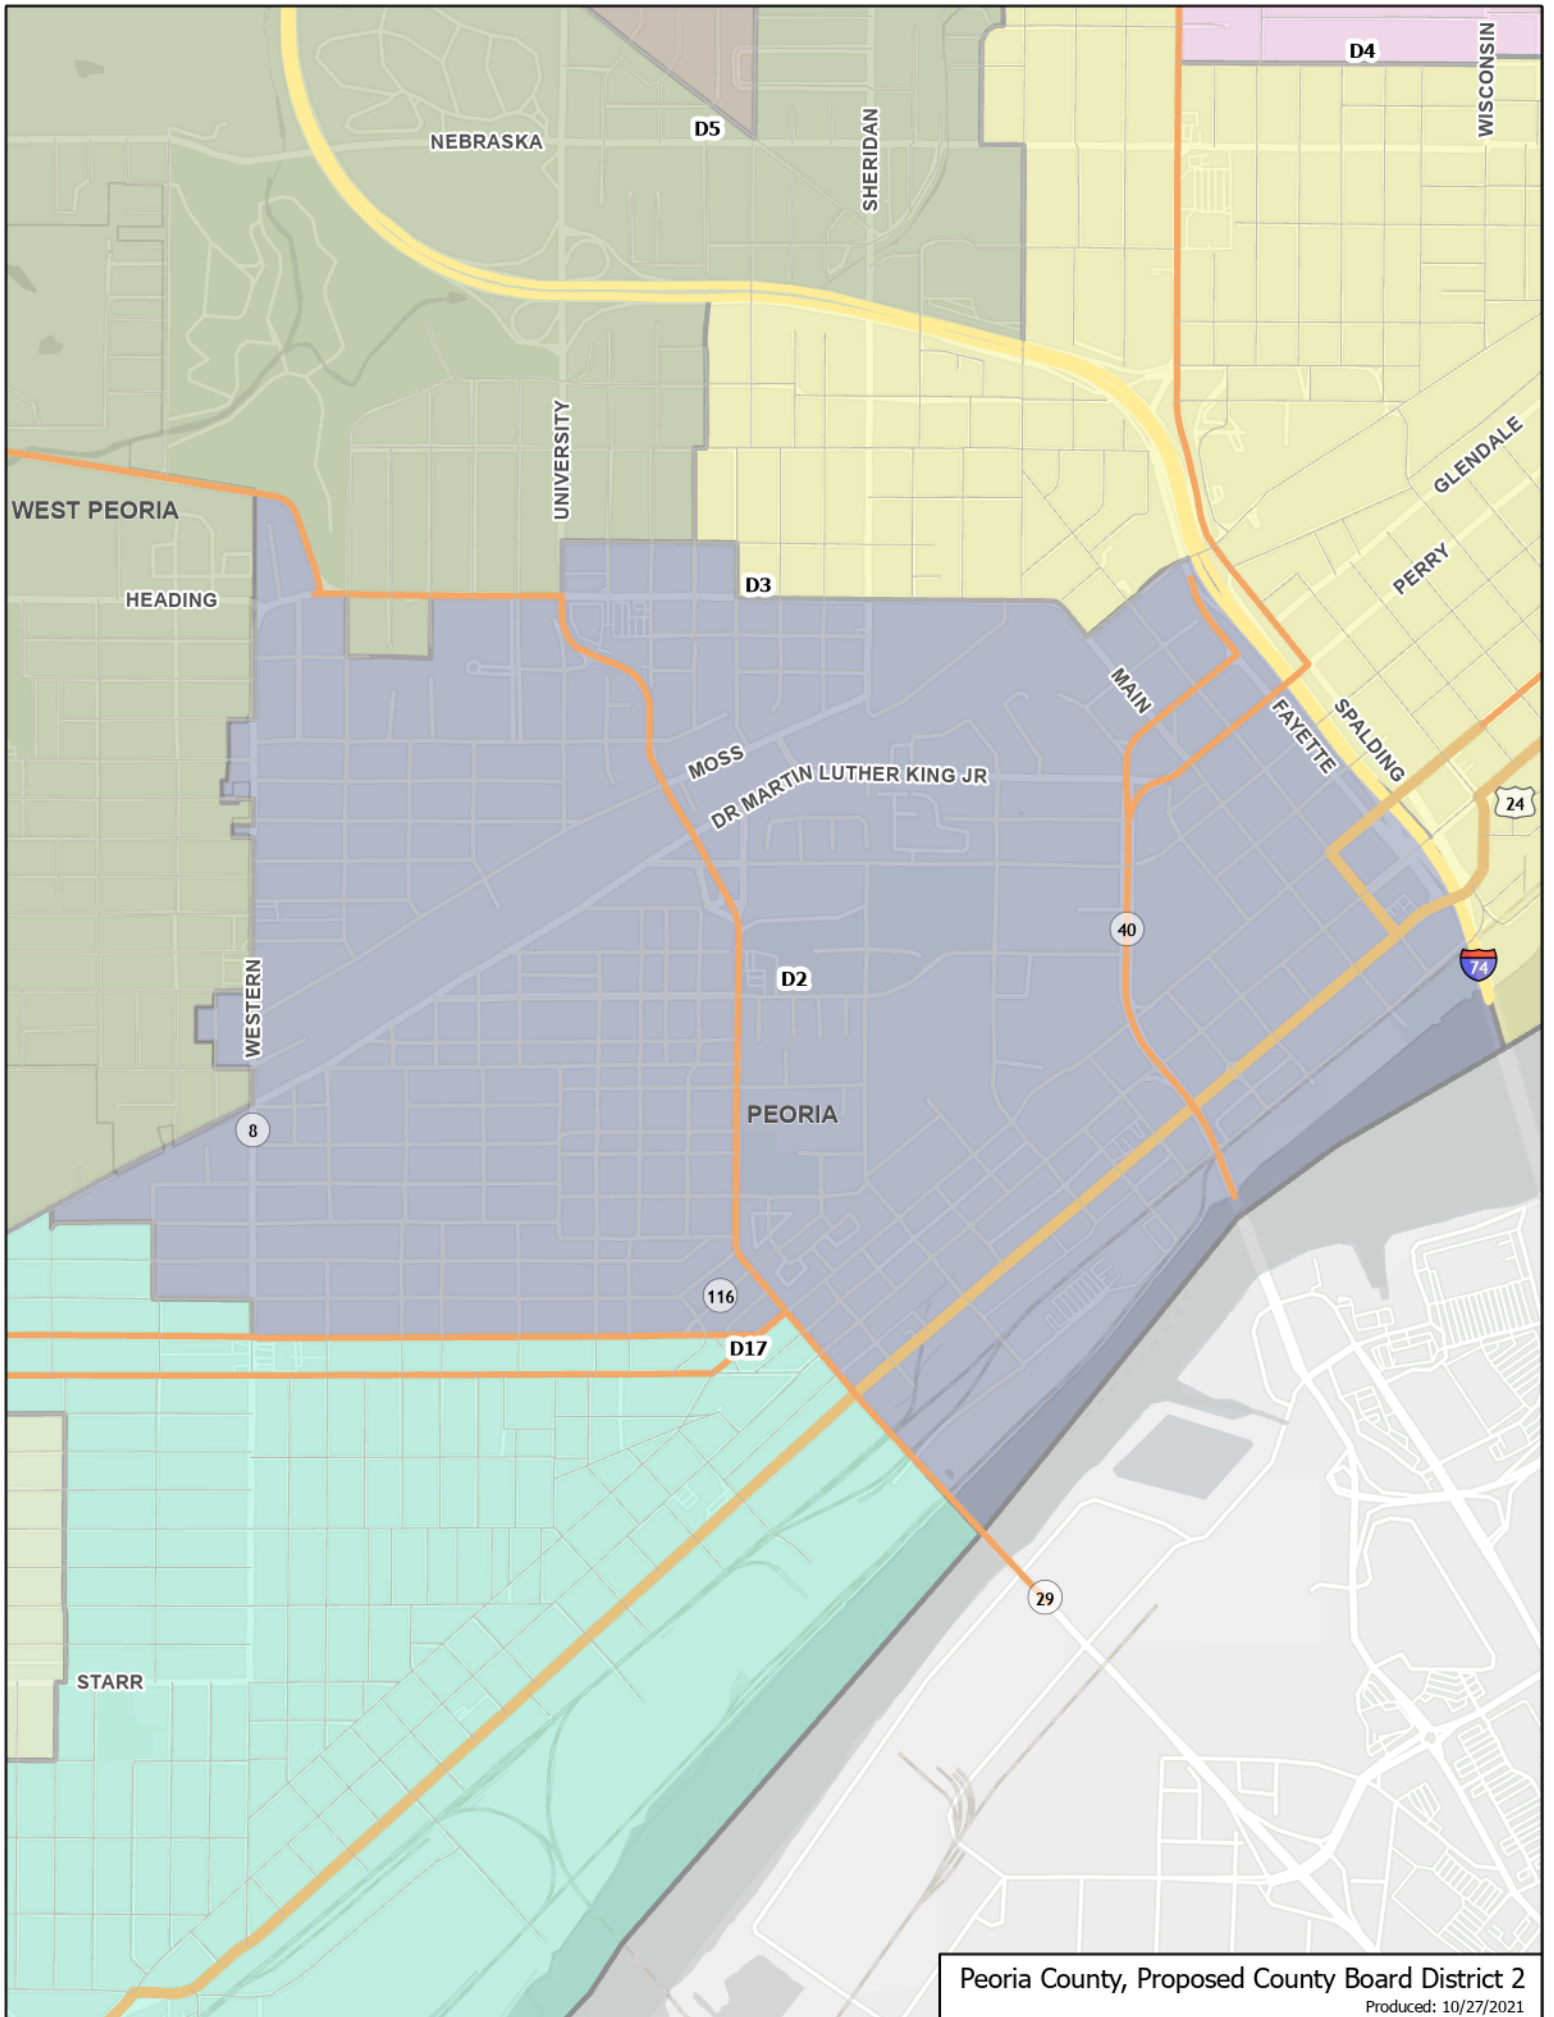 D4
WISCONSIN
D5
NEBRASKA
SHERIDAN
UNIVERSITY
GLENDALE
WEST PEORIA
PERRY
D3
HEADING
MAIN
FAYETTE
SPALDING
MOSS
DR MARTIN LUTHER KING JR
24
40
74
D2
WESTERN
PEORIA
8
116
D17
29
STARR
Peoria County, Proposed County Board District 2
Produced: 10/27/2021